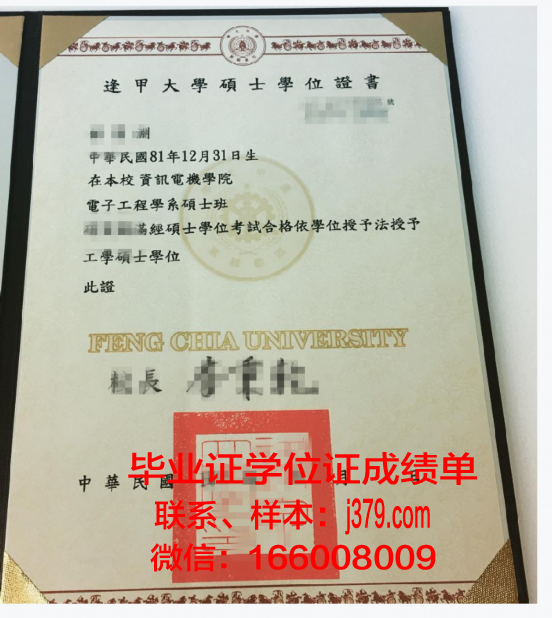 逢甲大學碩士學位證書
號
中華民國81年12月31日生
在本校 資訊電機學院
電子工程學系碩士班
經碩士學位考試合格依學位授予法授予
工學碩士學位
此證
FENG CHIA UNIVERSITY
校長
中華民國
月
毕业证学位证成绩单
联系、样本：j379.com
微信：166008009